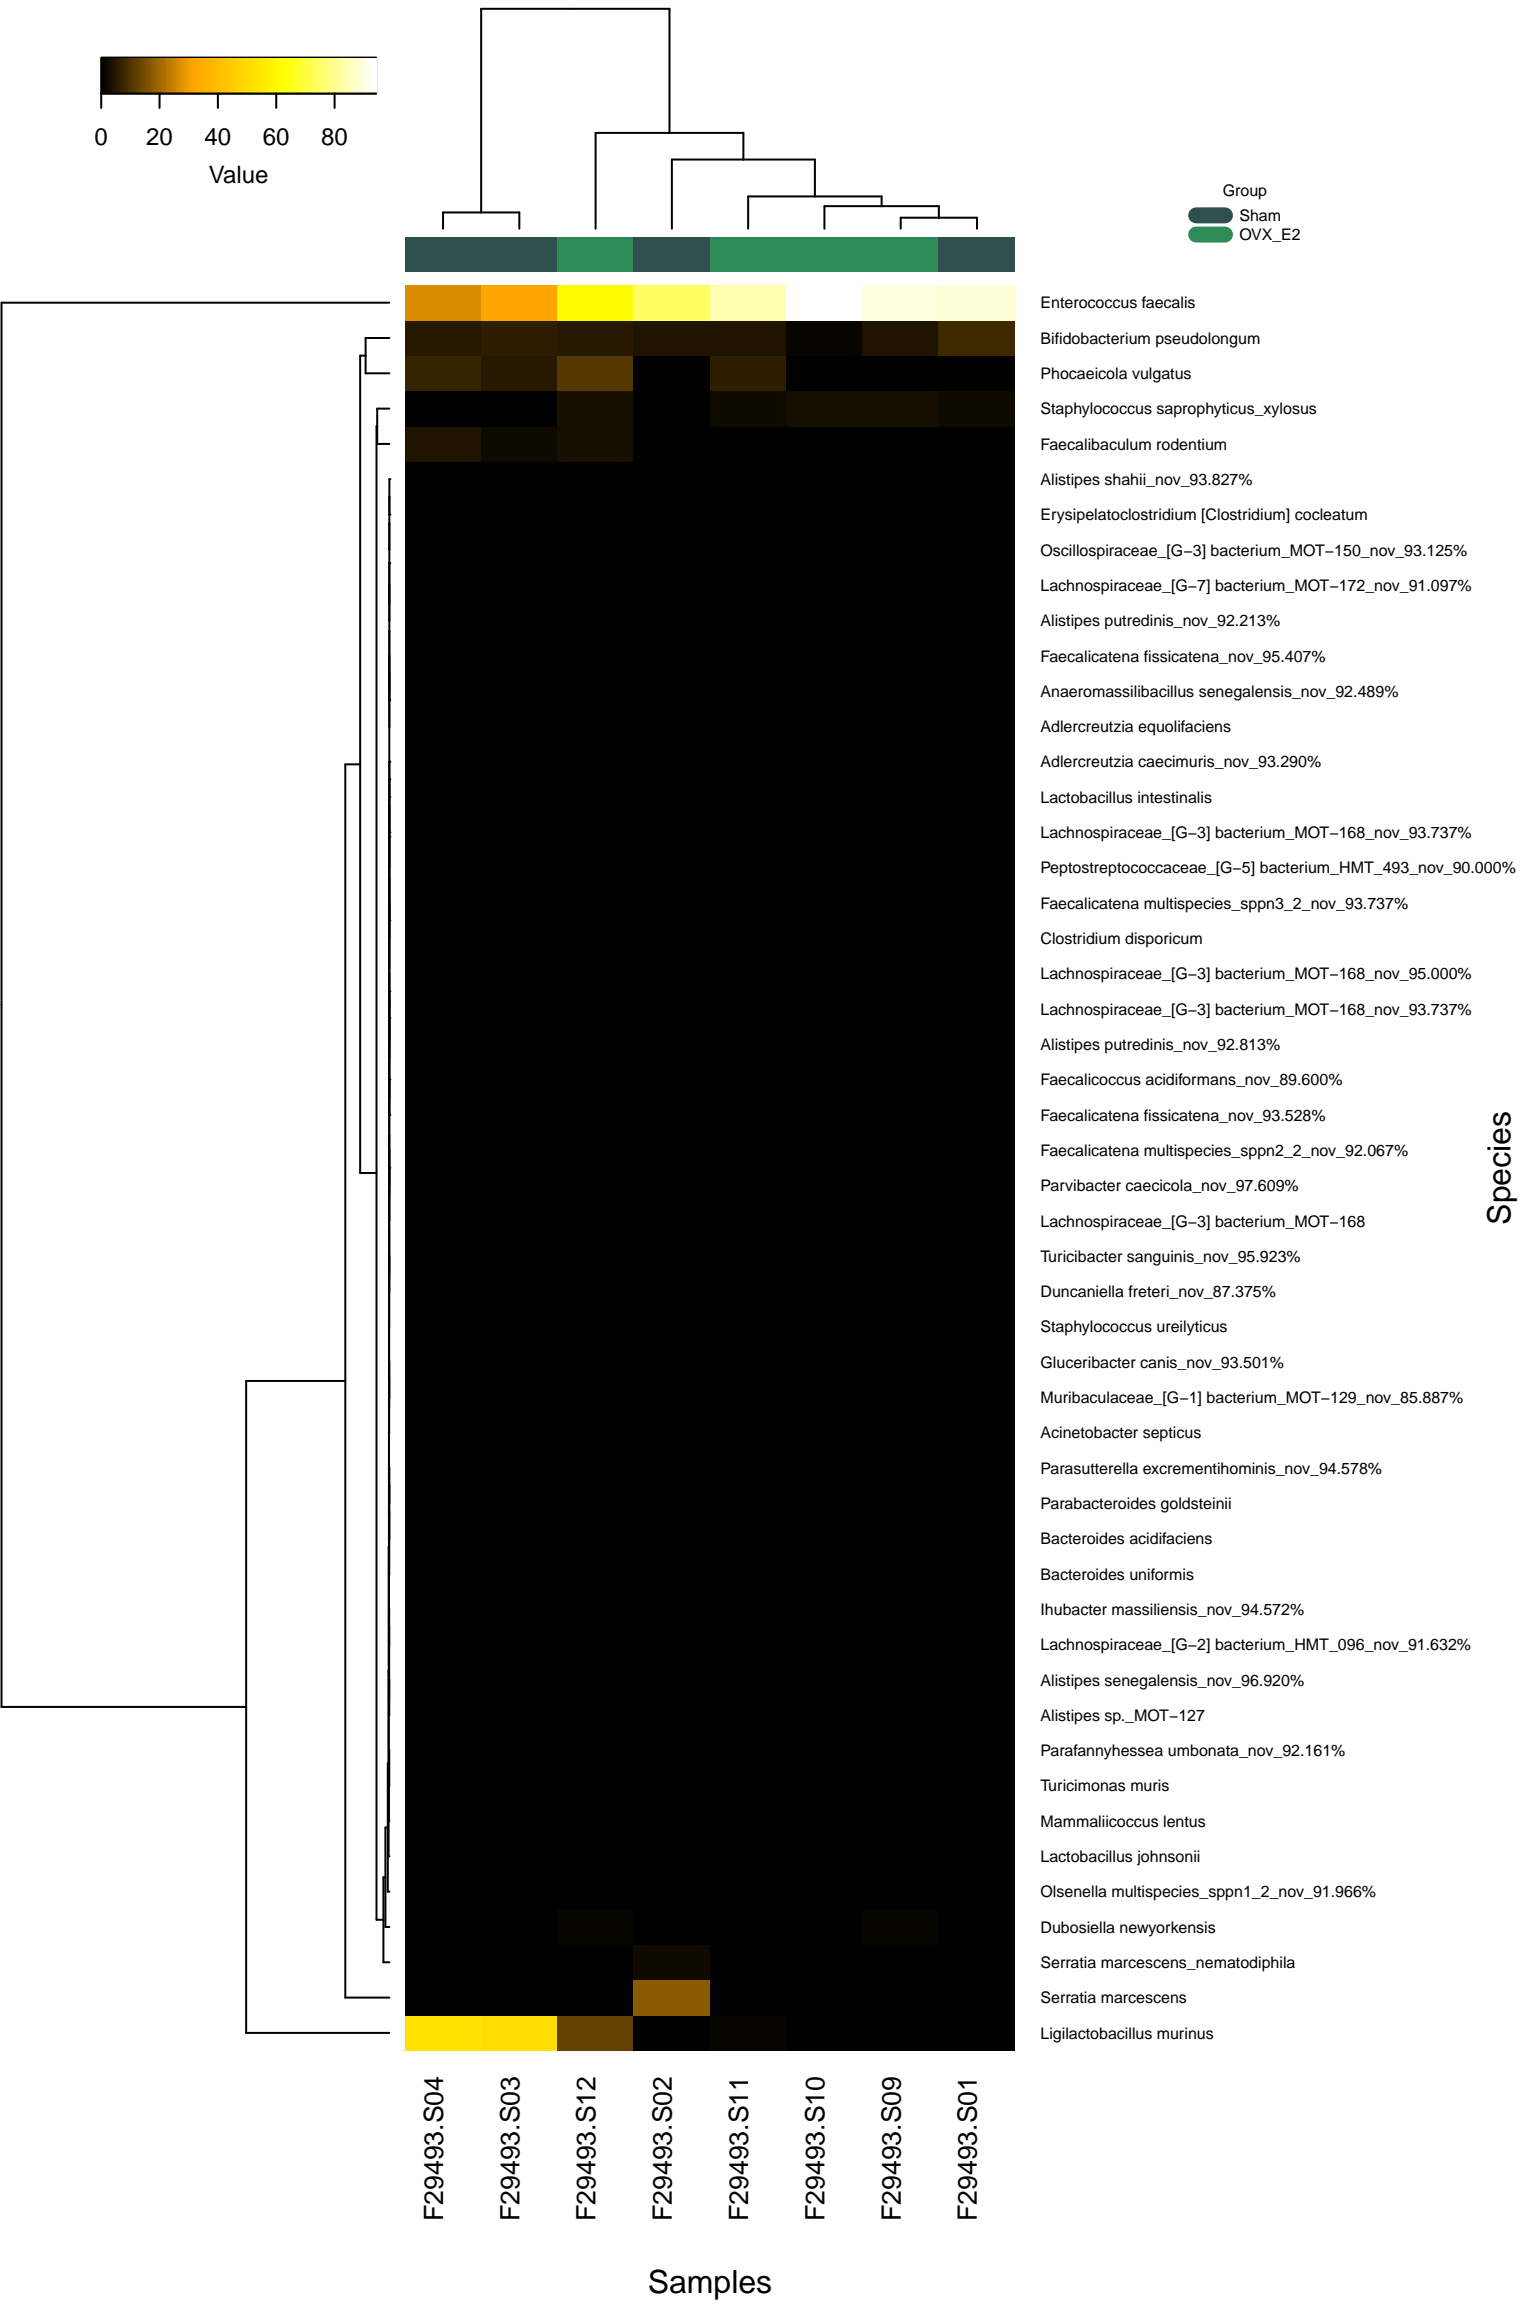 0 20 40 60 80
Value
Group
Sham
OVX_E2
Enterococcus faecalis
Bifidobacterium pseudolongum
Phocaeicola vulgatus
Staphylococcus saprophyticus_xylosus
Faecalibaculum rodentium
Alistipes shahii_nov_93.827%
Erysipelatoclostridium [Clostridium] cocleatum
Oscillospiraceae_[G−3] bacterium_MOT−150_nov_93.125%
Lachnospiraceae_[G−7] bacterium_MOT−172_nov_91.097%
Alistipes putredinis_nov_92.213%
Faecalicatena fissicatena_nov_95.407%
Anaeromassilibacillus senegalensis_nov_92.489%
Adlercreutzia equolifaciens
Adlercreutzia caecimuris_nov_93.290%
Lactobacillus intestinalis
Lachnospiraceae_[G−3] bacterium_MOT−168_nov_93.737%
Peptostreptococcaceae_[G−5] bacterium_HMT_493_nov_90.000%
Faecalicatena multispecies_sppn3_2_nov_93.737%
Clostridium disporicum
Lachnospiraceae_[G−3] bacterium_MOT−168_nov_95.000%
Lachnospiraceae_[G−3] bacterium_MOT−168_nov_93.737%
Alistipes putredinis_nov_92.813%
Faecalicoccus acidiformans_nov_89.600%
Faecalicatena fissicatena_nov_93.528%
Faecalicatena multispecies_sppn2_2_nov_92.067%
Parvibacter caecicola_nov_97.609%
Lachnospiraceae_[G−3] bacterium_MOT−168
Turicibacter sanguinis_nov_95.923%
Duncaniella freteri_nov_87.375%
Staphylococcus ureilyticus
Gluceribacter canis_nov_93.501%
Muribaculaceae_[G−1] bacterium_MOT−129_nov_85.887%
Acinetobacter septicus
Parasutterella excrementihominis_nov_94.578%
Parabacteroides goldsteinii
Bacteroides acidifaciens
Bacteroides uniformis
Ihubacter massiliensis_nov_94.572%
Lachnospiraceae_[G−2] bacterium_HMT_096_nov_91.632%
Alistipes senegalensis_nov_96.920%
Alistipes sp._MOT−127
Parafannyhessea umbonata_nov_92.161%
Turicimonas muris
Mammaliicoccus lentus
Lactobacillus johnsonii
Olsenella multispecies_sppn1_2_nov_91.966%
Dubosiella newyorkensis
Serratia marcescens_nematodiphila
Serratia marcescens
Ligilactobacillus murinus
Species
F29493.S04
F29493.S03
F29493.S12
F29493.S02
F29493.S11
F29493.S10
F29493.S09
F29493.S01
Samples